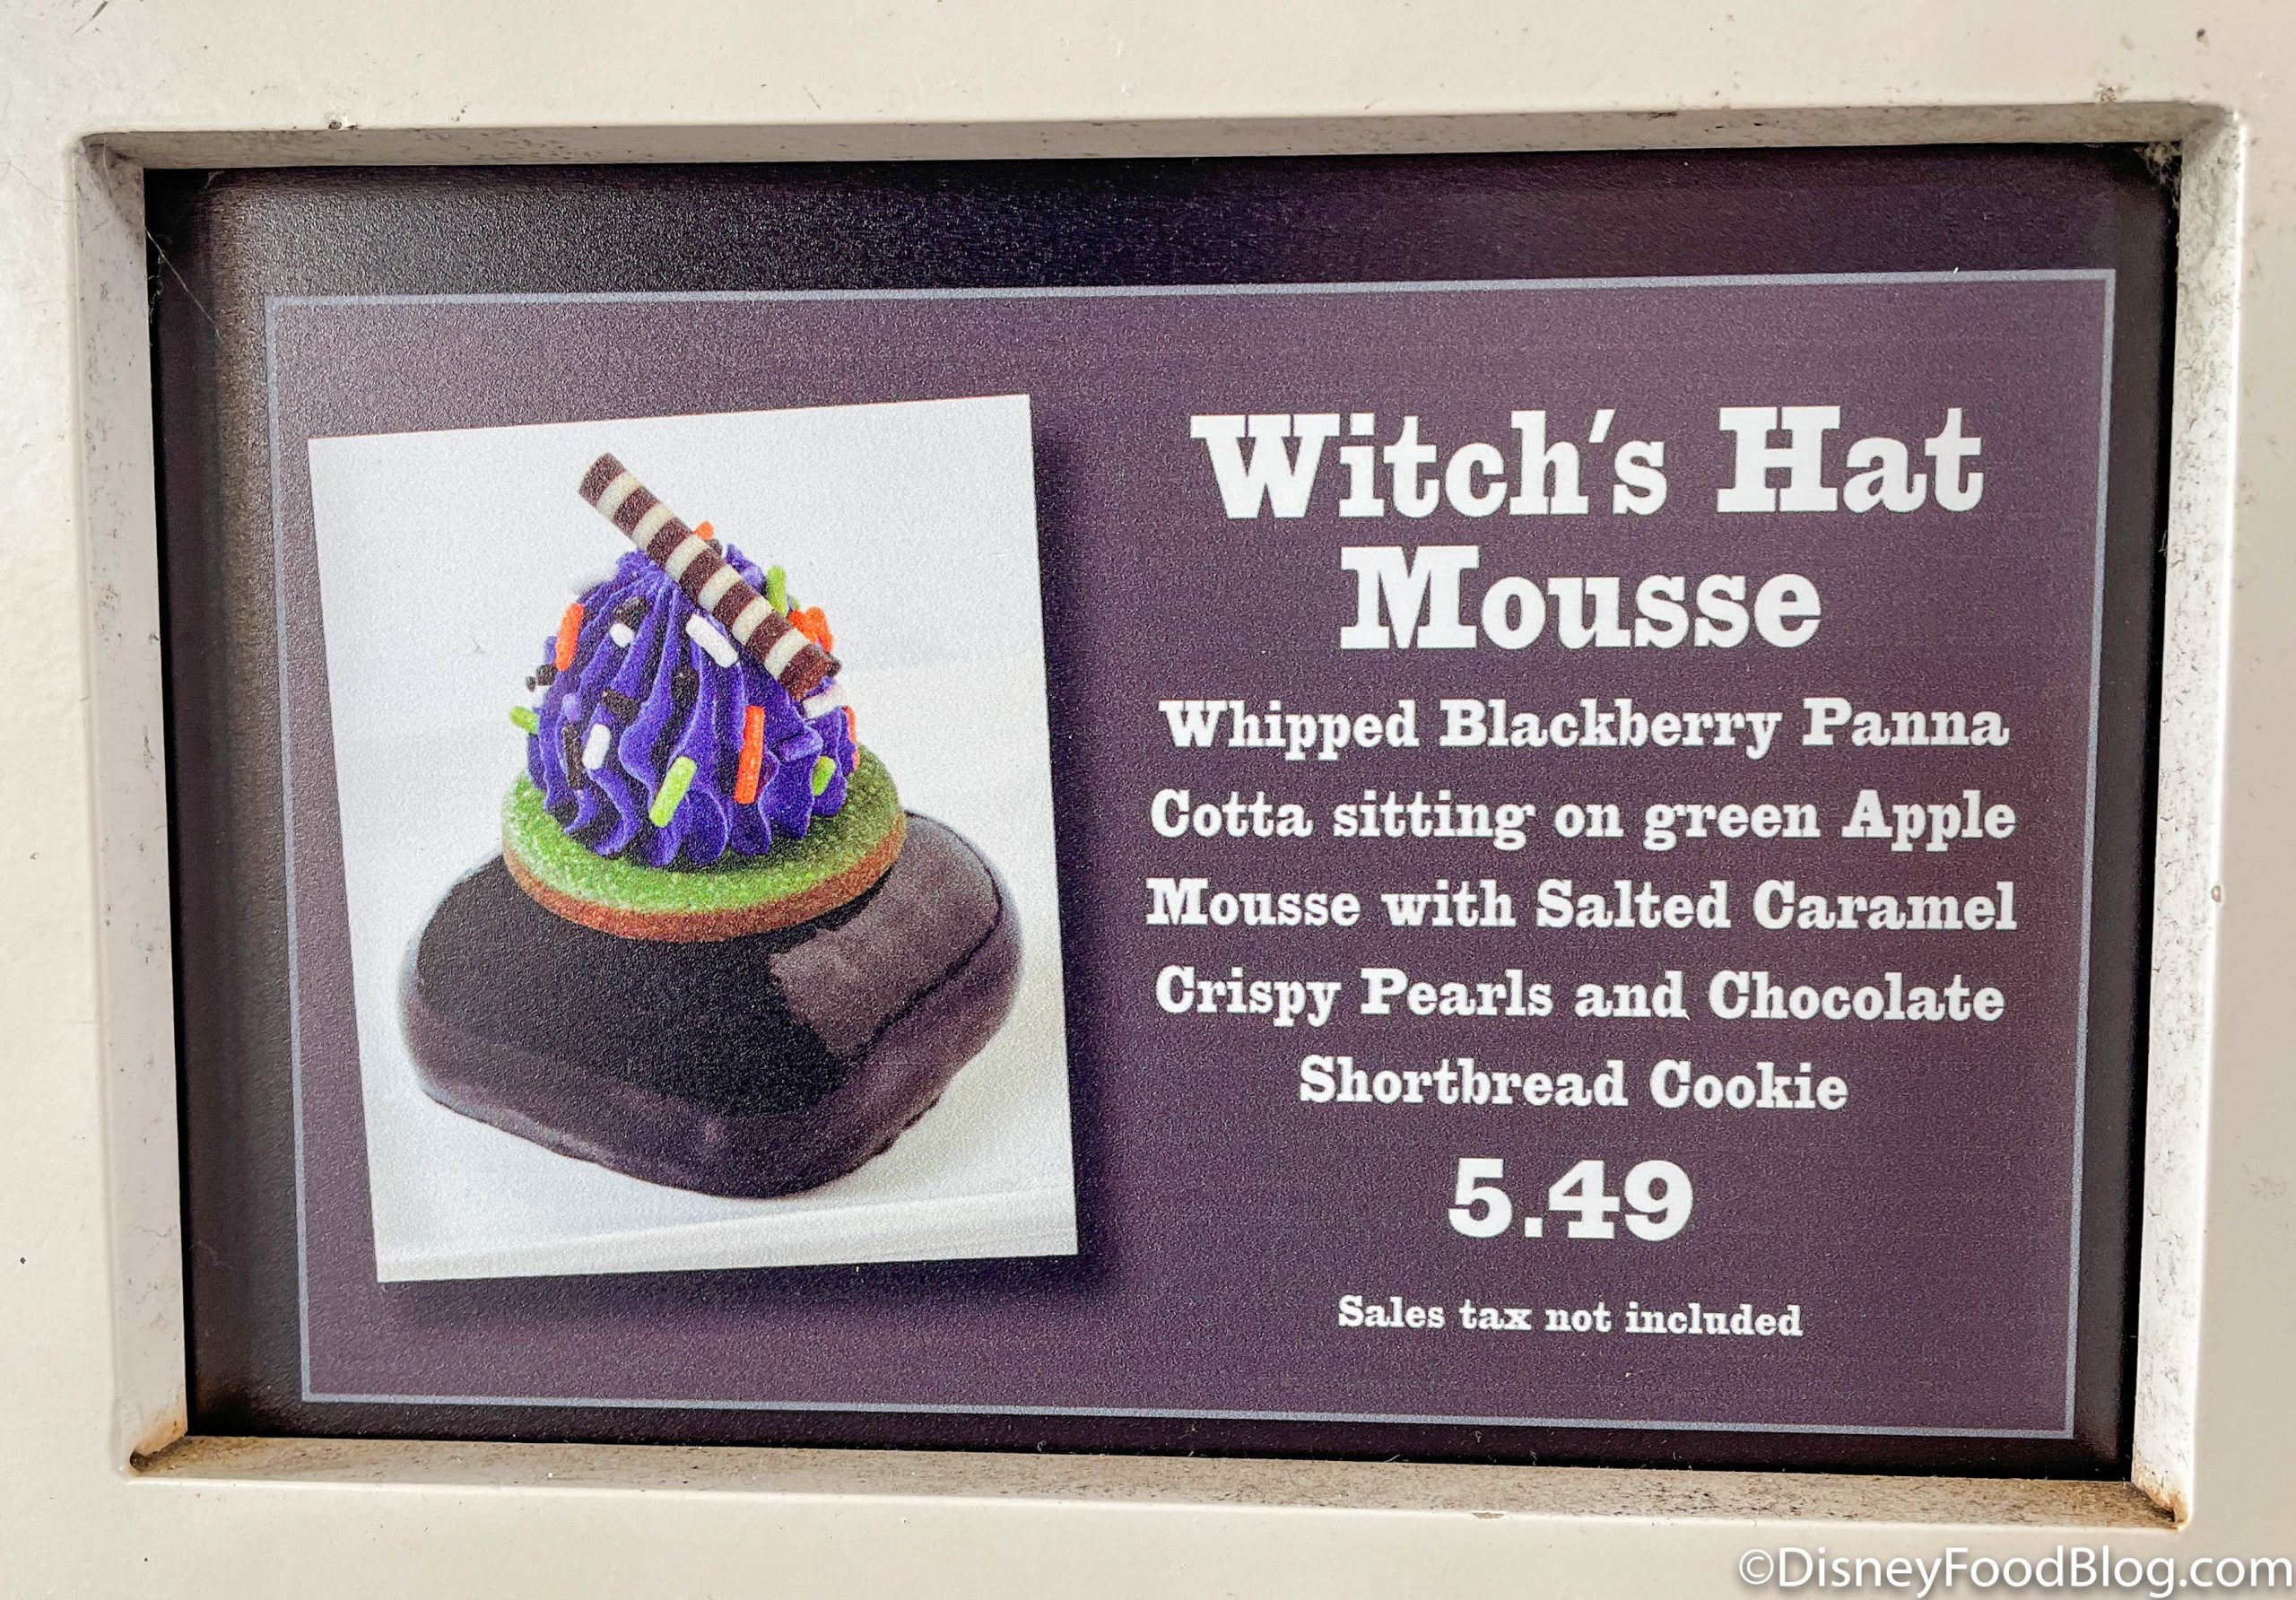 Witch's Hat
Mousse
Whipped Blackberry Panna
Cotta sitting on green Apple
Mousse with Salted Caramel
Crispy Pearls and Chocolate
Shortbread Cookie
5.49
Sales tax not included
©DisneyFoodBlog.com